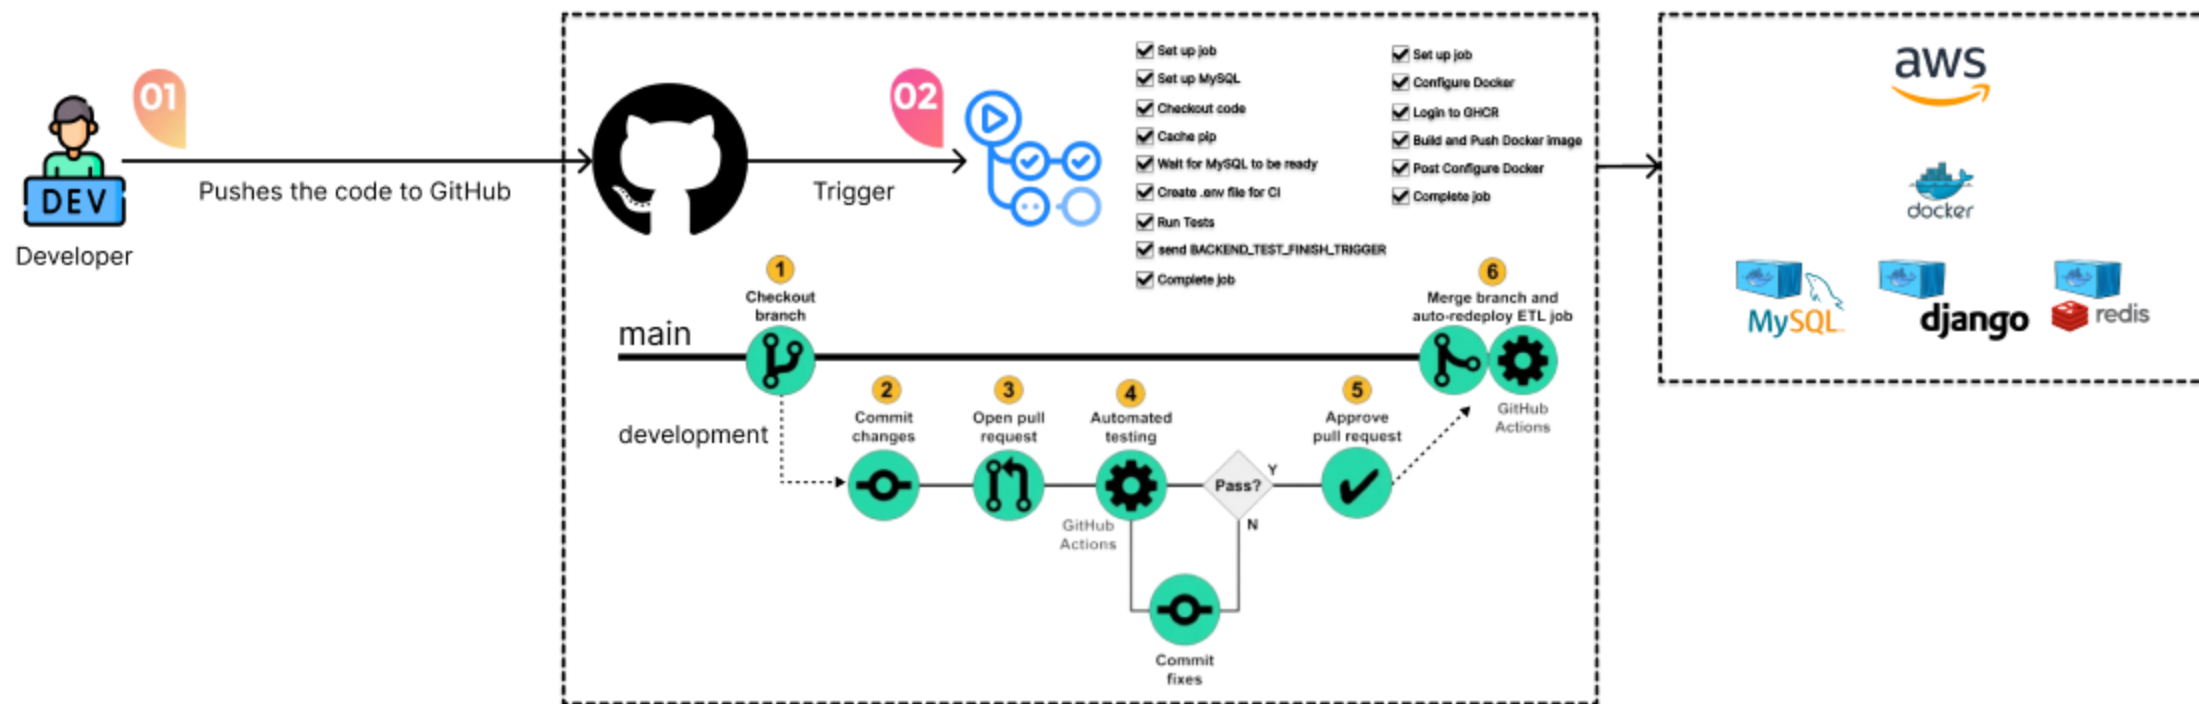 01
DEV
Developer
Pushes the code to GitHub
02
Trigger
Set up job
Set up MySQL
Checkout code
Cache pip
Wait for MySQL to be ready
Create .env file for CI
Run Tests
send BACKEND_TEST_FINISH_TRIGGER
Complete job
Set up job
Configure Docker
Login to GHCR
Build and Push Docker image
Post Configure Docker
Complete job
1
Checkout
branch
main
development
2
Commit
changes
3
Open pull
request
4
Automated
testing
GitHub
Actions
Pass?
Y
N
Commit
fixes
5
Approve
pull request
6
Merge branch and
auto-redeploy ETL job
GitHub
Actions
aws
docker
MySQL
django
redis